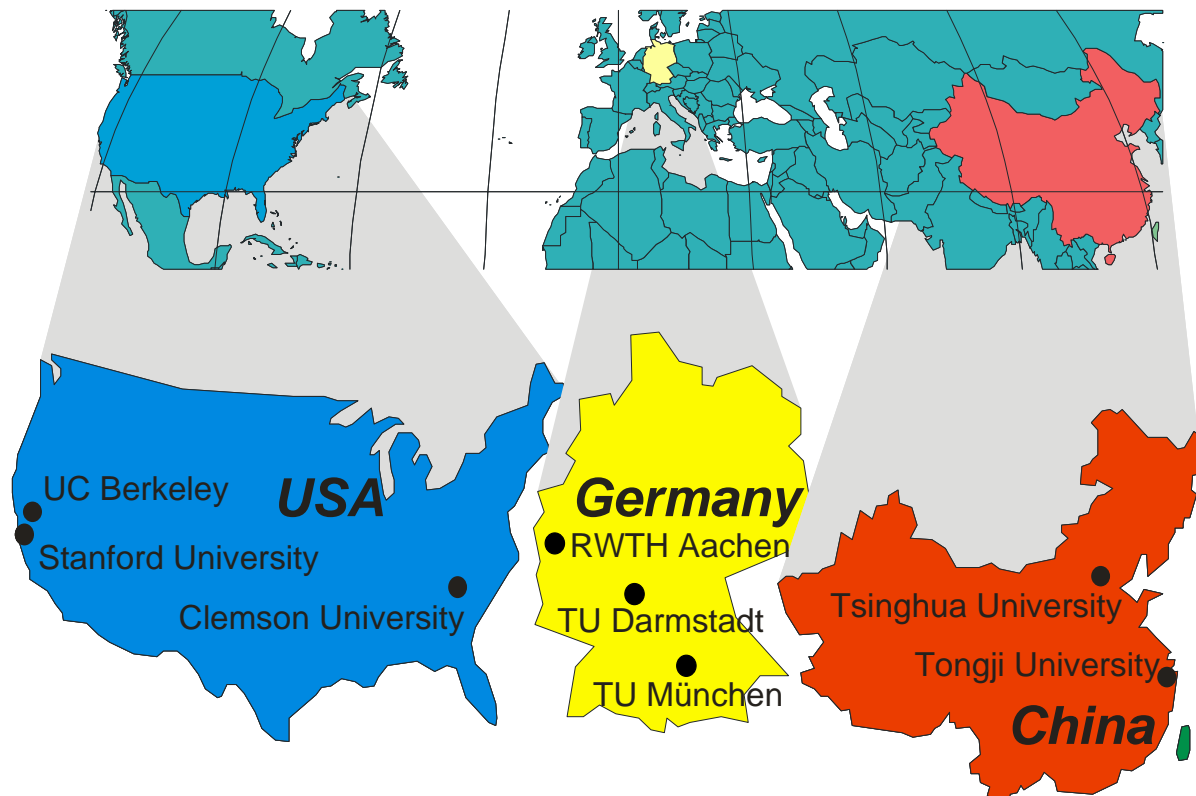 UC Berkeley
USA
Stanford University
Clemson University
Germany
RWTH Aachen
TU Darmstadt
TU München
Tsinghua University
Tongji University
China